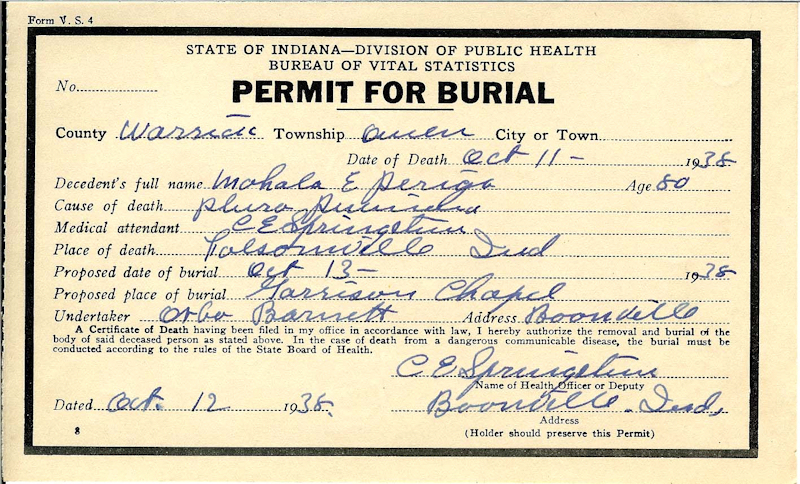 Form V. S. 4
STATE OF INDIANA—DIVISION OF PUBLIC HEALTH
BUREAU OF VITAL STATISTICS
No.
PERMIT FOR BURIAL
County Warrick Township Owen City or Town
Date of Death Oct 11 - 1938
Decedent's full name Mahala E Perigo Age 80
Cause of death pluro
Medical attendant C E Springstun
Place of death Folsomville Ind
Proposed date of burial Oct 13 - 1938
Proposed place of burial Garrison Chapel
Undertaker Orbo Barnett Address Boonville
A Certificate of Death having been filed in my office in accordance with law, I hereby authorize the removal and burial of the
body of said deceased person as stated above. In the case of death from a dangerous communicable disease, the burial must be
conducted according to the rules of the State Board of Health.
C E Springstun
Name of Health Officer or Deputy
Dated Oct. 12 1938. Boonville. Ind,
Address
8
(Holder should preserve this Permit)